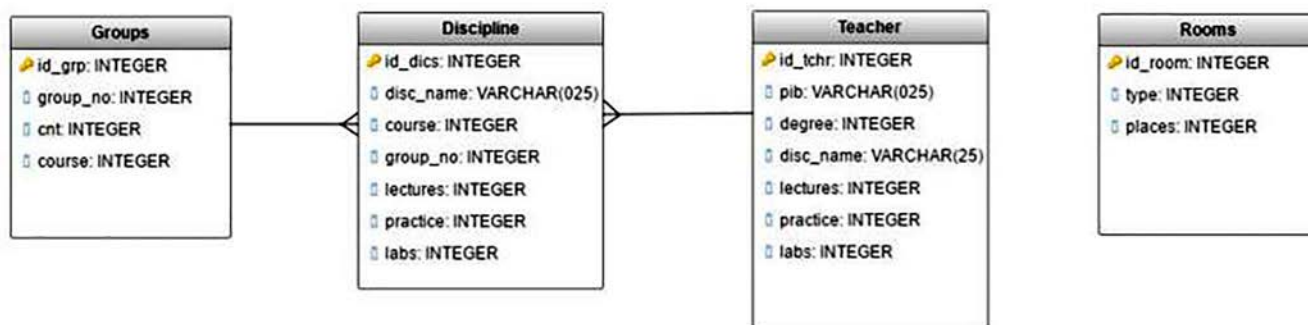 Groups
id_grp: INTEGER
group_no: INTEGER
cnt: INTEGER
course: INTEGER
Discipline
id_dics: INTEGER
disc_name: VARCHAR(025)
course: INTEGER
group_no: INTEGER
lectures: INTEGER
practice: INTEGER
labs: INTEGER
Teacher
id_tchr: INTEGER
pib: VARCHAR(025)
degree: INTEGER
disc_name: VARCHAR(25)
lectures: INTEGER
practice: INTEGER
labs: INTEGER
Rooms
id_room: INTEGER
type: INTEGER
places: INTEGER